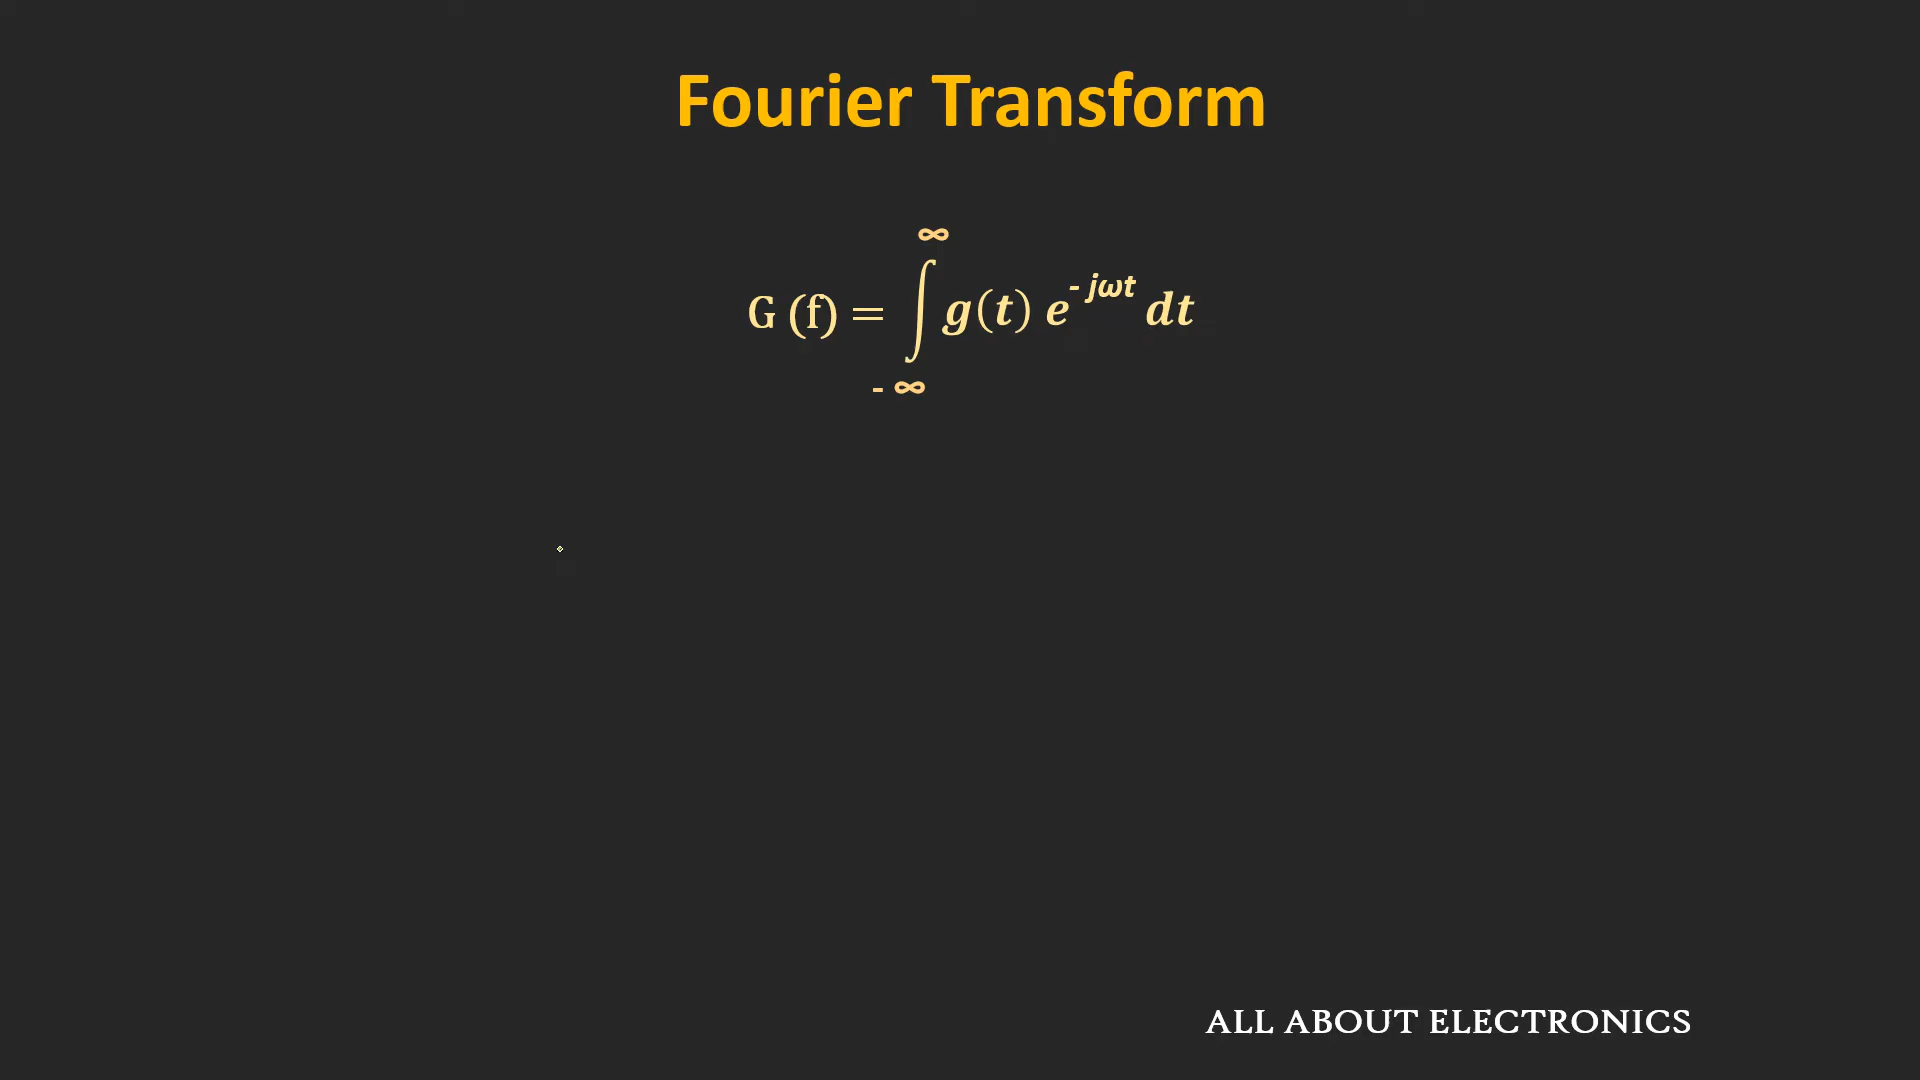 Fourier Transform
G (f) = ∫_{- ∞}^{∞} g(t) e^{- jωt} dt
ALL ABOUT ELECTRONICS